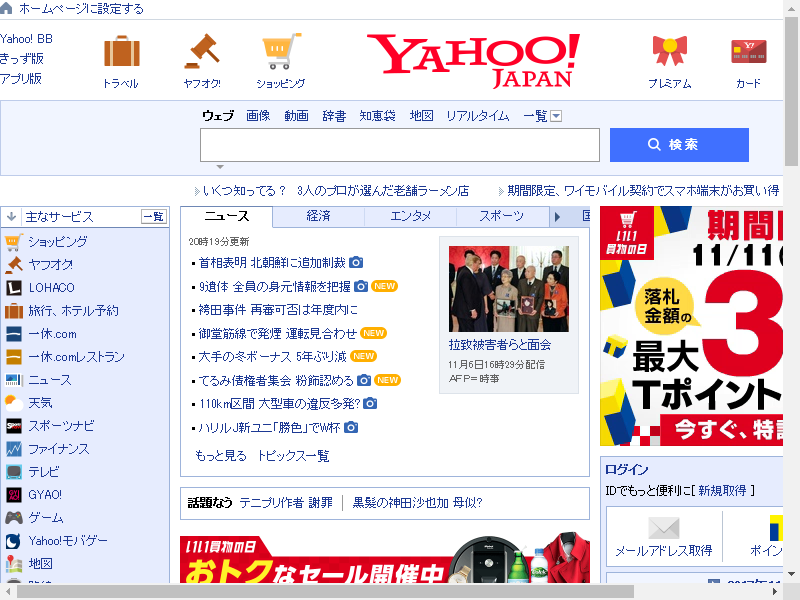 ホームページに設定する
Yahoo! BB
きっず版
アプリ版
トラベル
ヤフオク!
ショッピング
YAHOO!
JAPAN
プレミアム
カード
ウェブ 画像 動画 辞書 知恵袋 地図 リアルタイム 一覧
検索
いくつ知ってる? 3人のプロが選んだ老舗ラーメン店
期間限定、ワイモバイル契約でスマホ端末がお買い得
主なサービス 一覧
ショッピング
ヤフオク!
LOHACO
旅行、ホテル予約
一休.com
一休.comレストラン
ニュース
天気
スポーツナビ
ファイナンス
テレビ
GYAO!
ゲーム
Yahoo!モバゲー
地図
ニュース 経済 エンタメ スポーツ
20時19分更新
首相表明 北朝鮮に追加制裁
9遺体 全員の身元情報を把握 NEW
袴田事件 再審可否は年度内に
御堂筋線で発煙 運転見合わせ NEW
大手の冬ボーナス 5年ぶり減 NEW
てるみ債権者集会 粉飾認める NEW
110km区間 大型車の違反多発?
ハリルJ新ユニ「勝色」でW杯
もっと見る トピックス一覧
拉致被害者らと面会
11月6日16時29分配信
AFP=時事
話題なう テニプリ作者 謝罪 黒髪の神田沙也加 母似?
いい買物の日
おトクなセール開催中
いい
買物の日
期間
11/11(
落札
金額の
最大3
Tポイント
今すぐ、特
ログイン
IDでもっと便利に[ 新規取得 ]
メールアドレス取得
ポイン